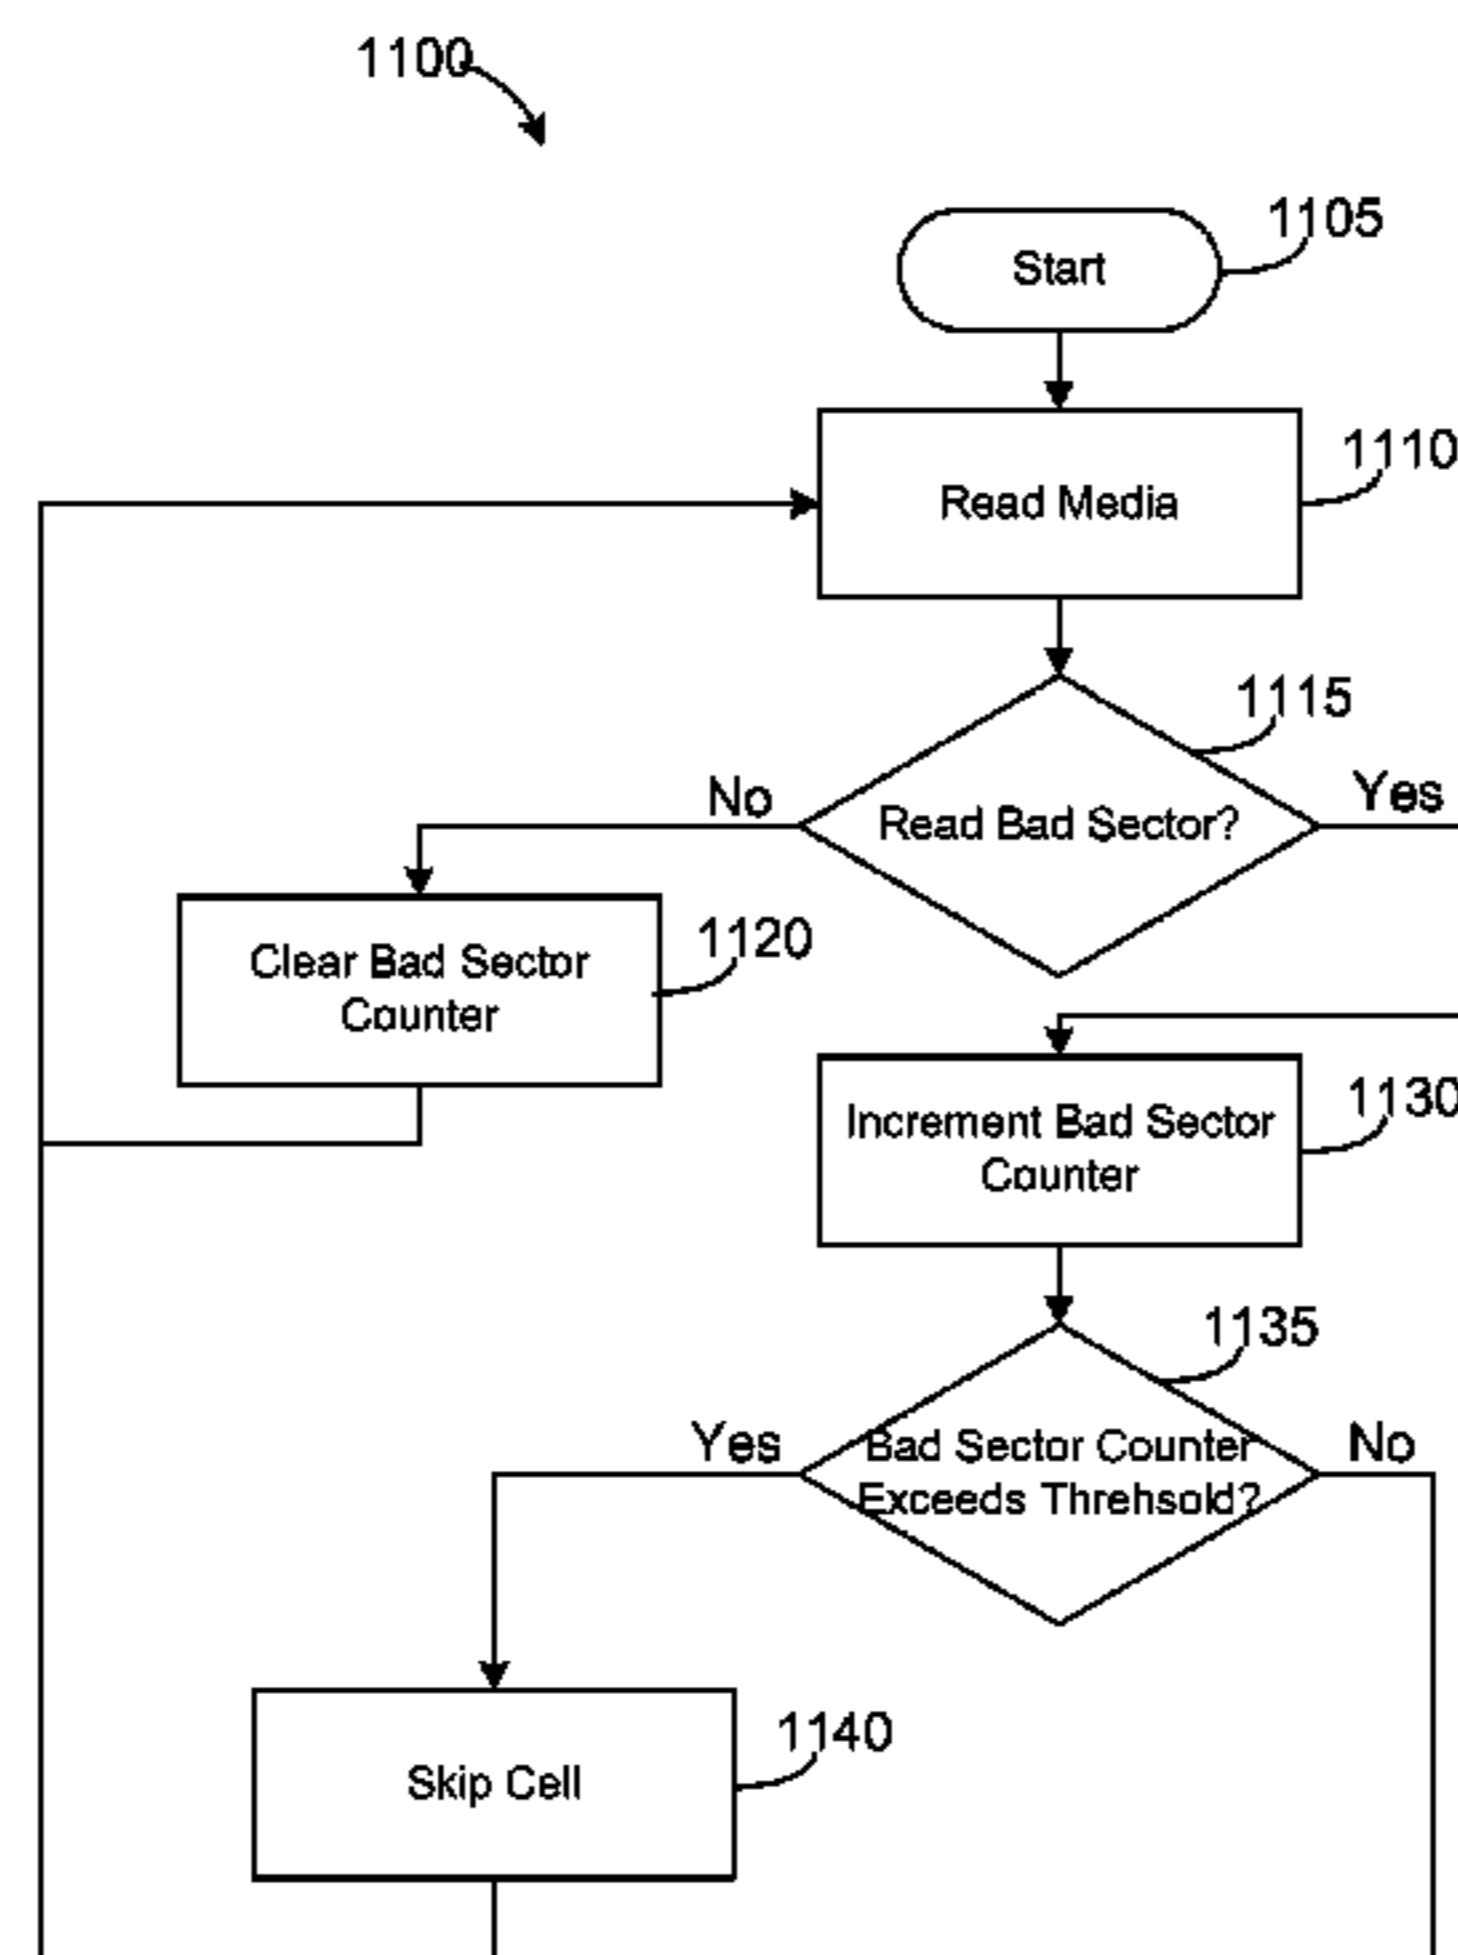 1100
1105
Start
1110
Read Media
1115
No
Yes
Read Bad Sector?
1120
Clear Bad Sector
Counter
1130
Increment Bad Sector
Counter
1135
Yes
No
Bad Sector Counter
Exceeds Threhsold?
1140
Skip Cell